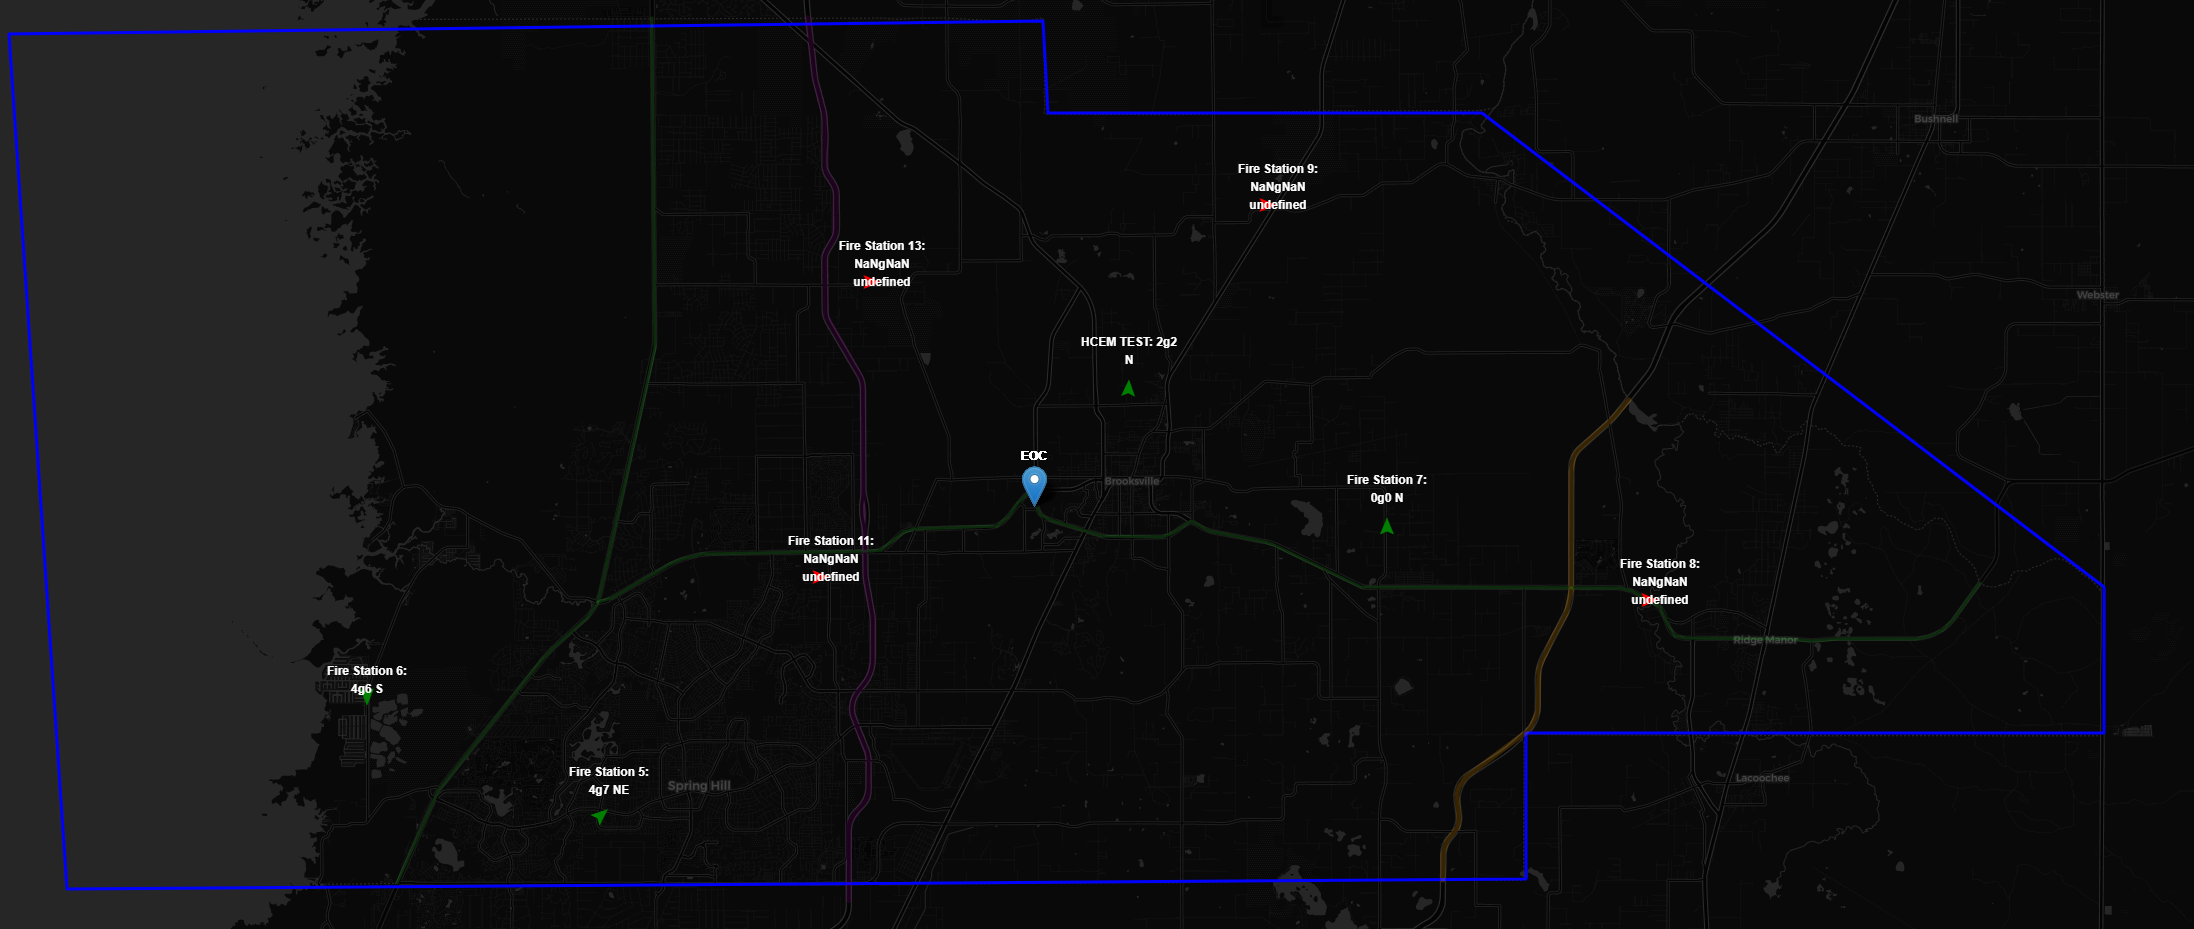 Bushnell
Fire Station 9:
NaNgNaN
undefined
Fire Station 13:
NaNgNaN
undefined
Webster
HCEM TEST: 2g2
N
EOC
Brooksville
Fire Station 7:
0g0 N
Fire Station 11:
NaNgNaN
undefined
Fire Station 8:
NaNgNaN
undefined
Ridge Manor
Fire Station 6:
4g6 S
Fire Station 5:
4g7 NE
Spring Hill
Lacoochee